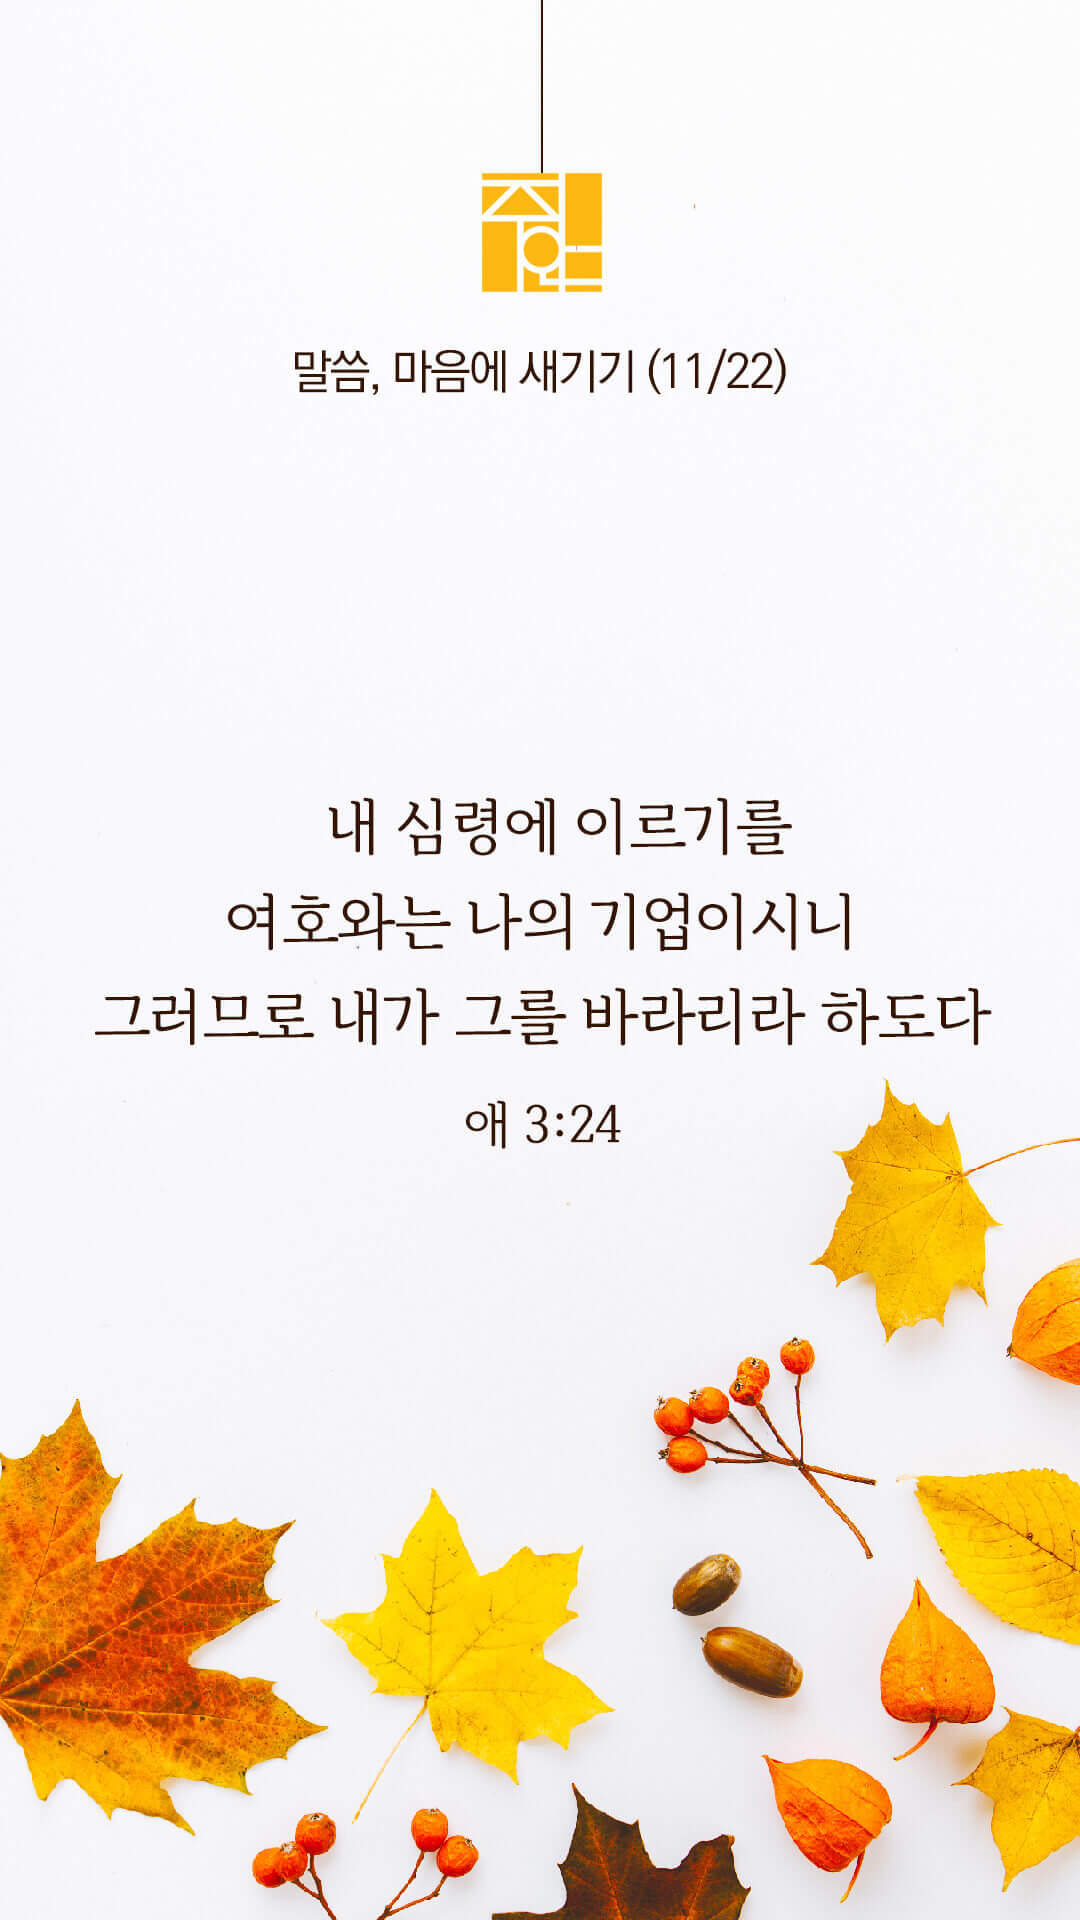 말씀, 마음에 새기기 (11/22)
내 심령에 이르기를
여호와는 나의 기업이시니
그러므로 내가 그를 바라리라 하도다
애 3:24